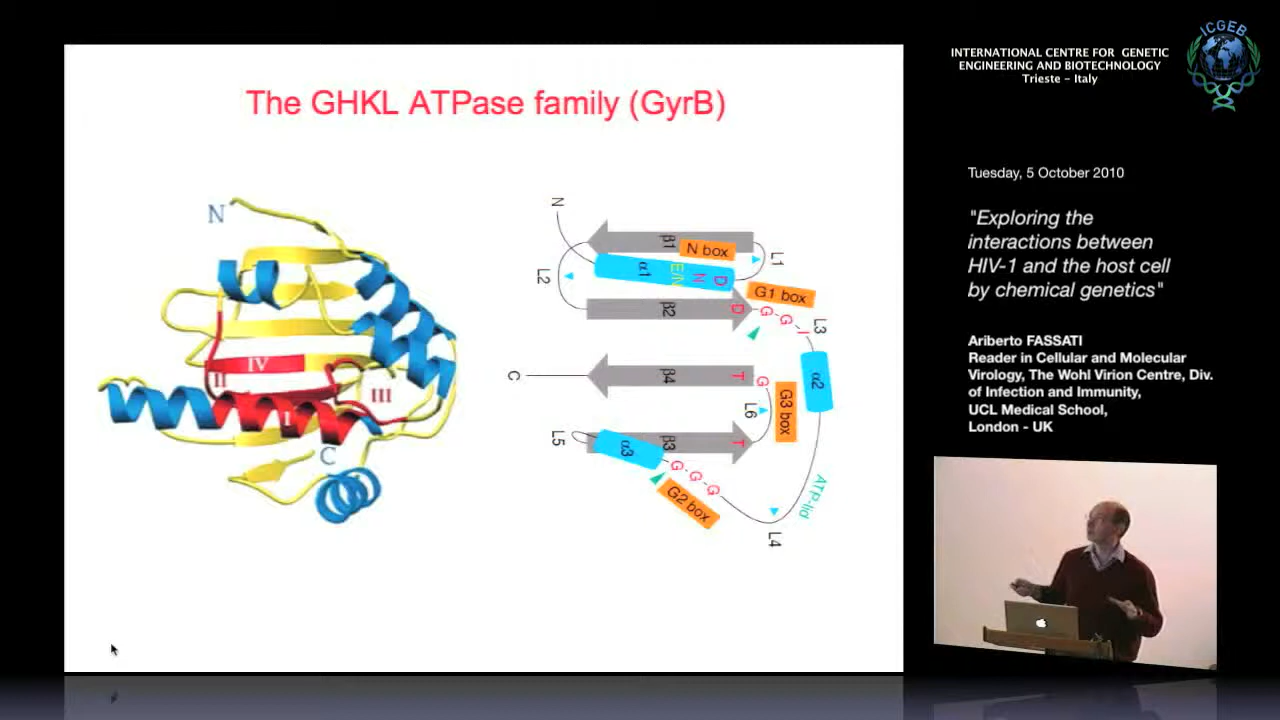 The GHKL ATPase family (GyrB)
N
IV
II
III
I
C
N
β1
N box
L1
α1
E/N
N
D
L2
G1 box
β2
D
G
G
I
L3
C
β4
T
G
α2
L6
G3 box
L5
β3
T
α3
G
G
G
G2 box
ATP-lid
L4
INTERNATIONAL CENTRE FOR GENETIC
ENGINEERING AND BIOTECHNOLOGY
Trieste - Italy
ICGEB
Tuesday, 5 October 2010
"Exploring the
interactions between
HIV-1 and the host cell
by chemical genetics"
Ariberto FASSATI
Reader in Cellular and Molecular
Virology, The Wohl Virion Centre, Div.
of Infection and Immunity,
UCL Medical School,
London - UK